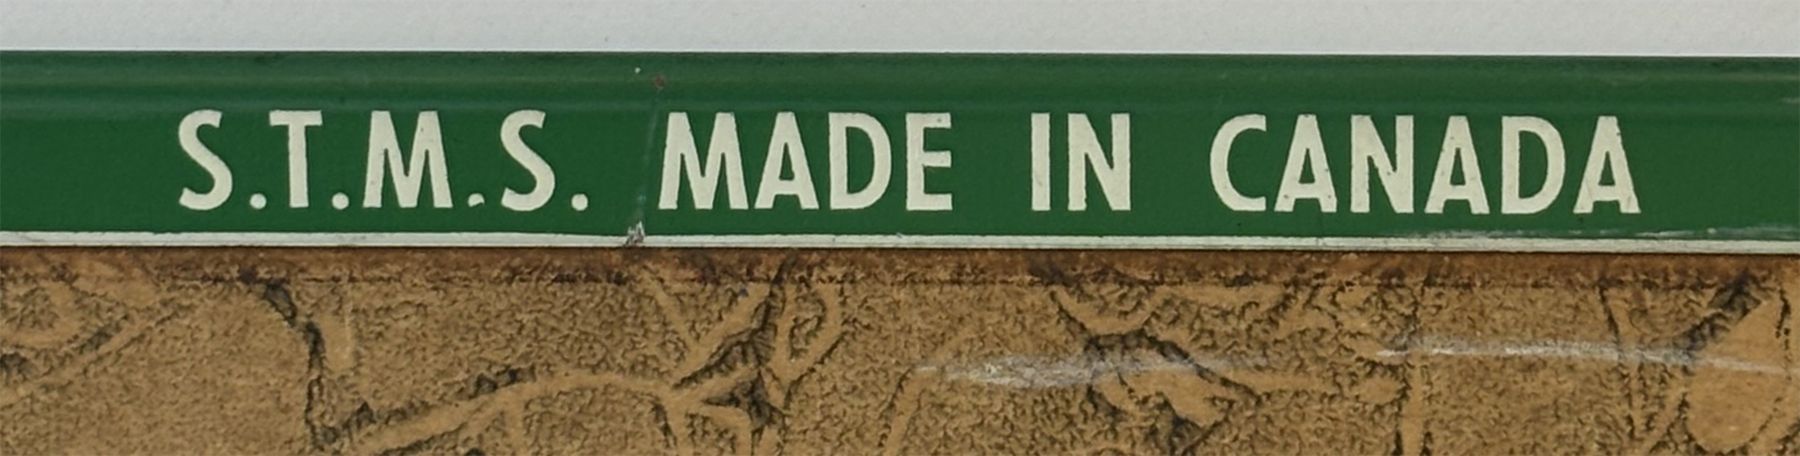 S.T.M.S. MADE IN CANADA